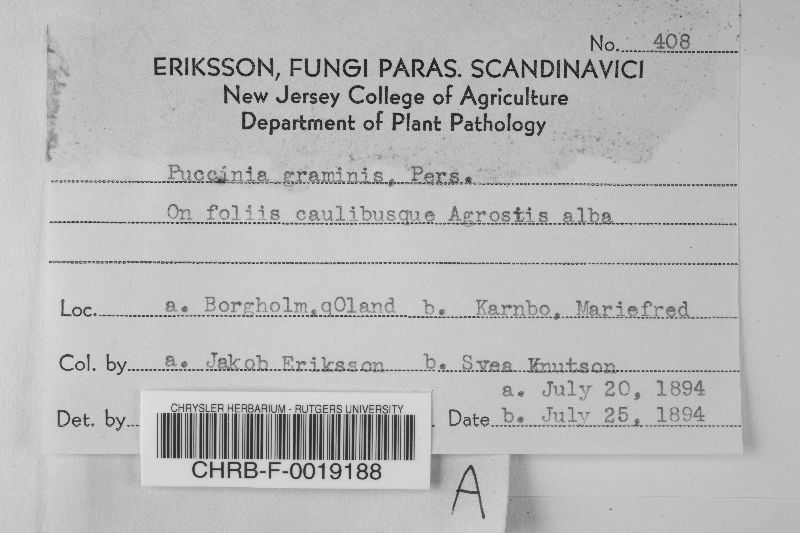 No. 408
ERIKSSON, FUNGI PARAS. SCANDINAVICI
New Jersey College of Agriculture
Department of Plant Pathology
Puccinia graminis, Pers.
On foliis caulibusque Agrostis alba
Loc. a. Borgholm,qOland b. Karnbo, Mariefred
Col. by a. Jakob Eriksson b. Svea Knutson
a. July 20, 1894
Det. by Date b. July 25, 1894
CHRYSLER HERBARIUM - RUTGERS UNIVERSITY
CHRB-F-0019188
A